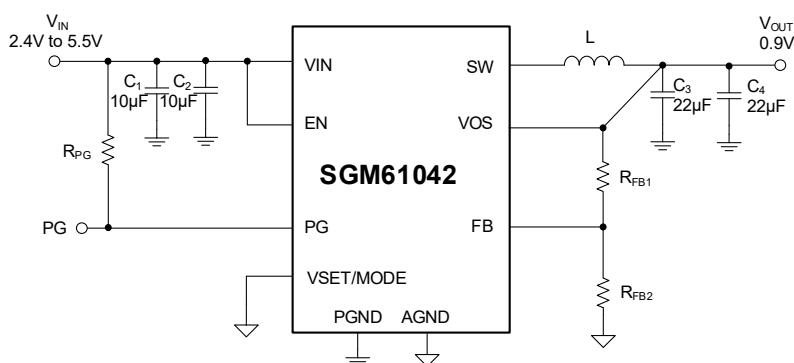 VIN
2.4V to 5.5V
C1
10μF
C2
10μF
RPG
PG
VIN
EN
PG
VSET/MODE
PGND
AGND
SGM61042
SW
VOS
FB
L
VOUT
0.9V
C3
22μF
C4
22μF
RFB1
RFB2